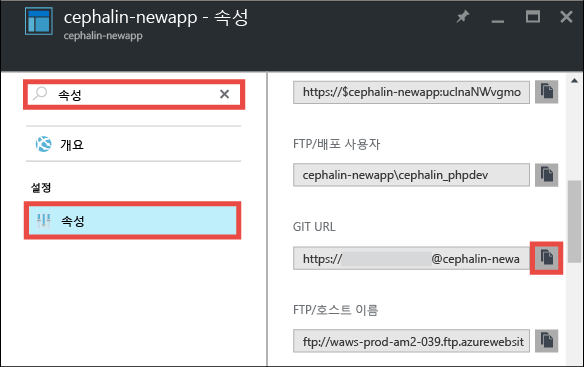 cephalin-newapp - 속성
cephalin-newapp
속성
개요
설정
속성
https://$cephalin-newapp:uclnaNWvgmo
FTP/배포 사용자
cephalin-newapp\cephalin_phpdev
GIT URL
https:// @cephalin-newa
FTP/호스트 이름
ftp://waws-prod-am2-039.ftp.azurewebsit